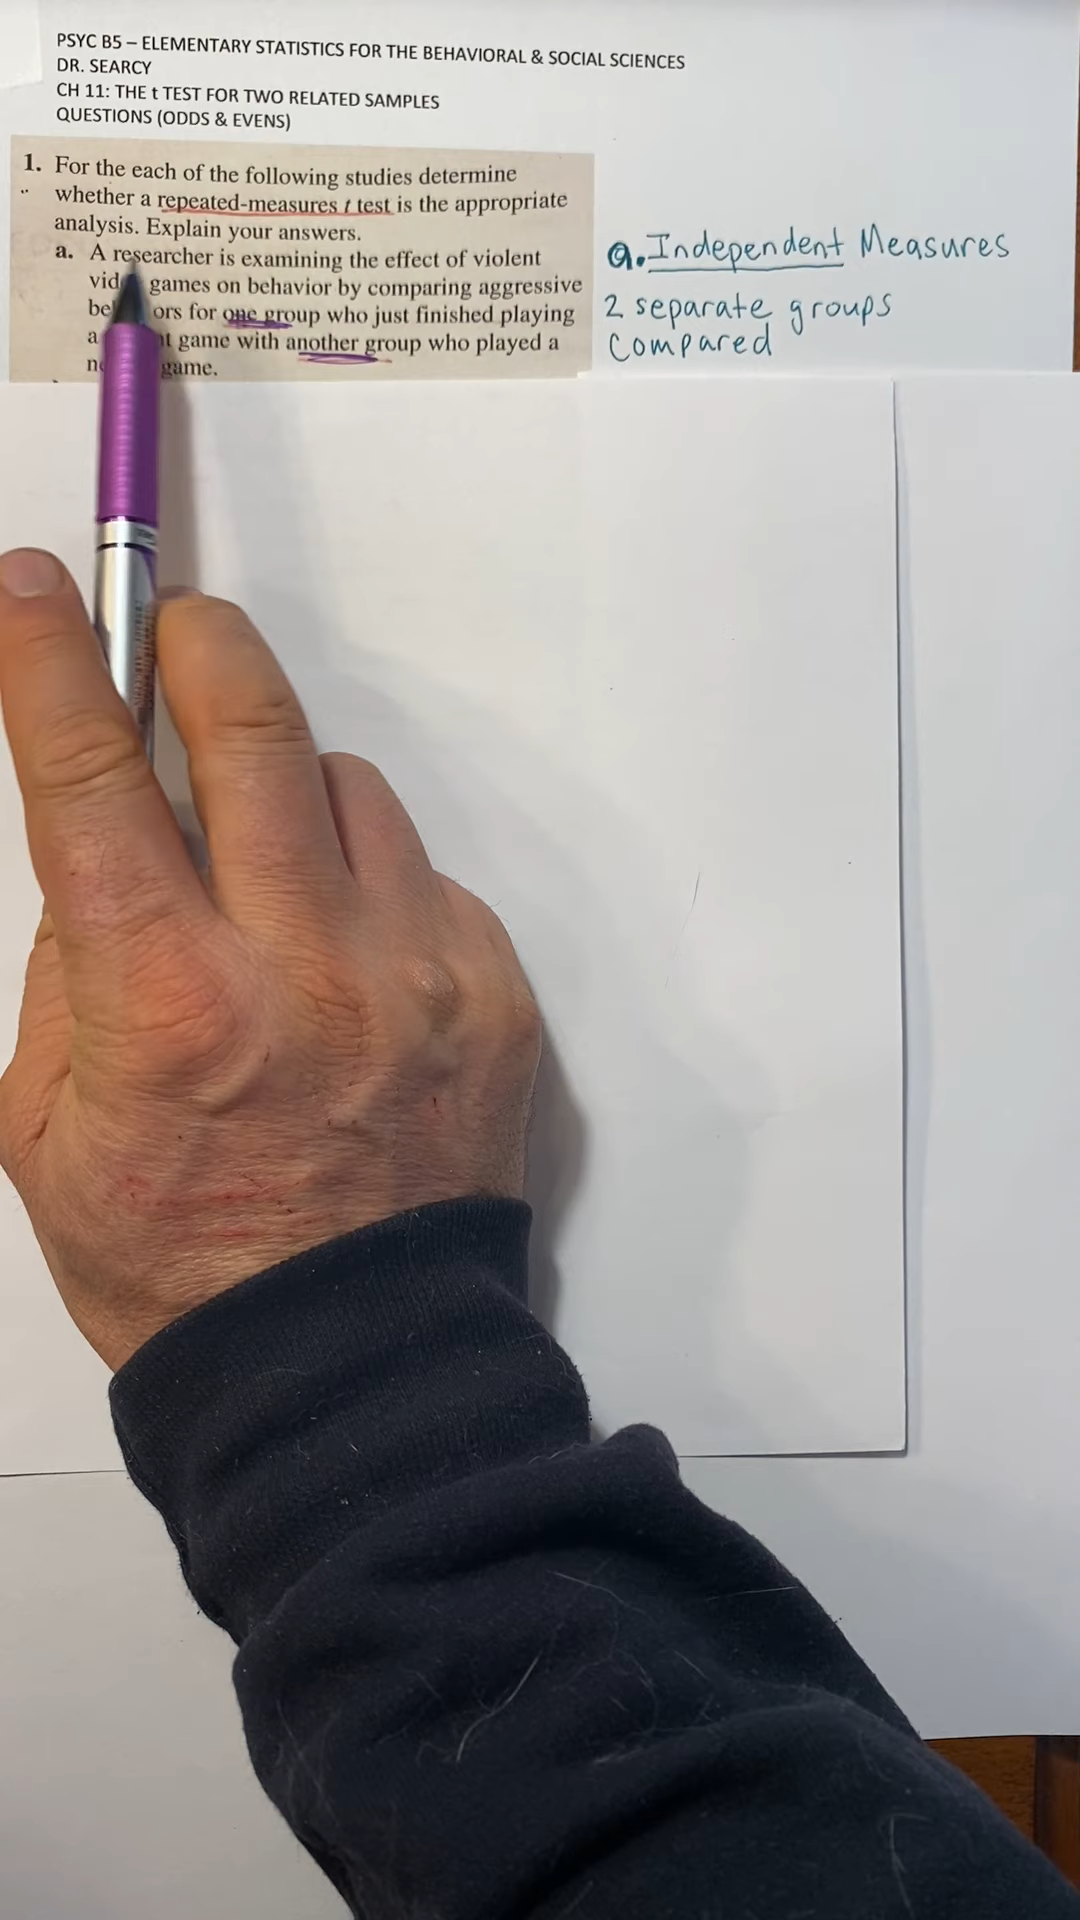 PSYC B5 – ELEMENTARY STATISTICS FOR THE BEHAVIORAL & SOCIAL SCIENCES
DR. SEARCY
CH 11: THE t TEST FOR TWO RELATED SAMPLES
QUESTIONS (ODDS & EVENS)
1. For the each of the following studies determine
whether a repeated-measures t test is the appropriate
analysis. Explain your answers.
a. A researcher is examining the effect of violent
games on behavior by comparing aggressive
for one group who just finished playing
a game with another group who played a
game.
a. Independent Measures
2 separate groups
Compared